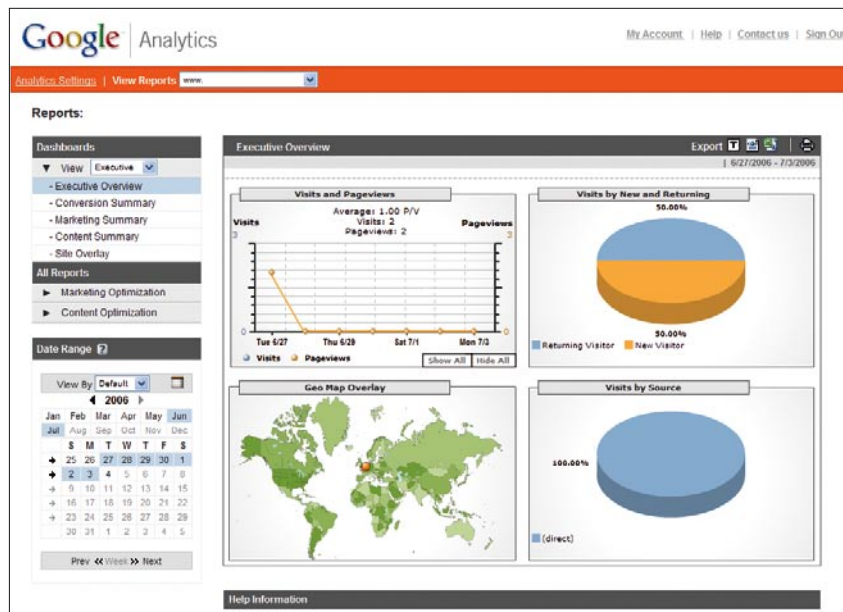 Google Analytics
My Account | Help | Contact us | Sign Out
Analytics Settings | View Reports www.
Reports:
Dashboards
View Executive
- Executive Overview
- Conversion Summary
- Marketing Summary
- Content Summary
- Site Overlay
All Reports
Marketing Optimization
Content Optimization
Date Range ?
View By Default
2006
Jan Feb Mar Apr May Jun
Jul Aug Sep Oct Nov Dec
S M T W T F S
25 26 27 28 29 30 1
2 3 4 5 6 7 8
9 10 11 12 13 14 15
16 17 18 19 20 21 22
23 24 25 26 27 28 29
30 31 1 2 3 4 5
Prev Week Next
Executive Overview
Export T
| 6/27/2006 - 7/3/2006
Visits and Pageviews
Average: 1.00 P/V
Visits: 2
Pageviews: 2
Visits Pageviews
3 3
0 0
Tue 6/27 Thu 6/29 Sat 7/1 Mon 7/3
Visits Pageviews Show All Hide All
Visits by New and Returning
50.00%
50.00%
Returning Visitor New Visitor
Geo Map Overlay
Visits by Source
100.00%
(direct)
Help Information